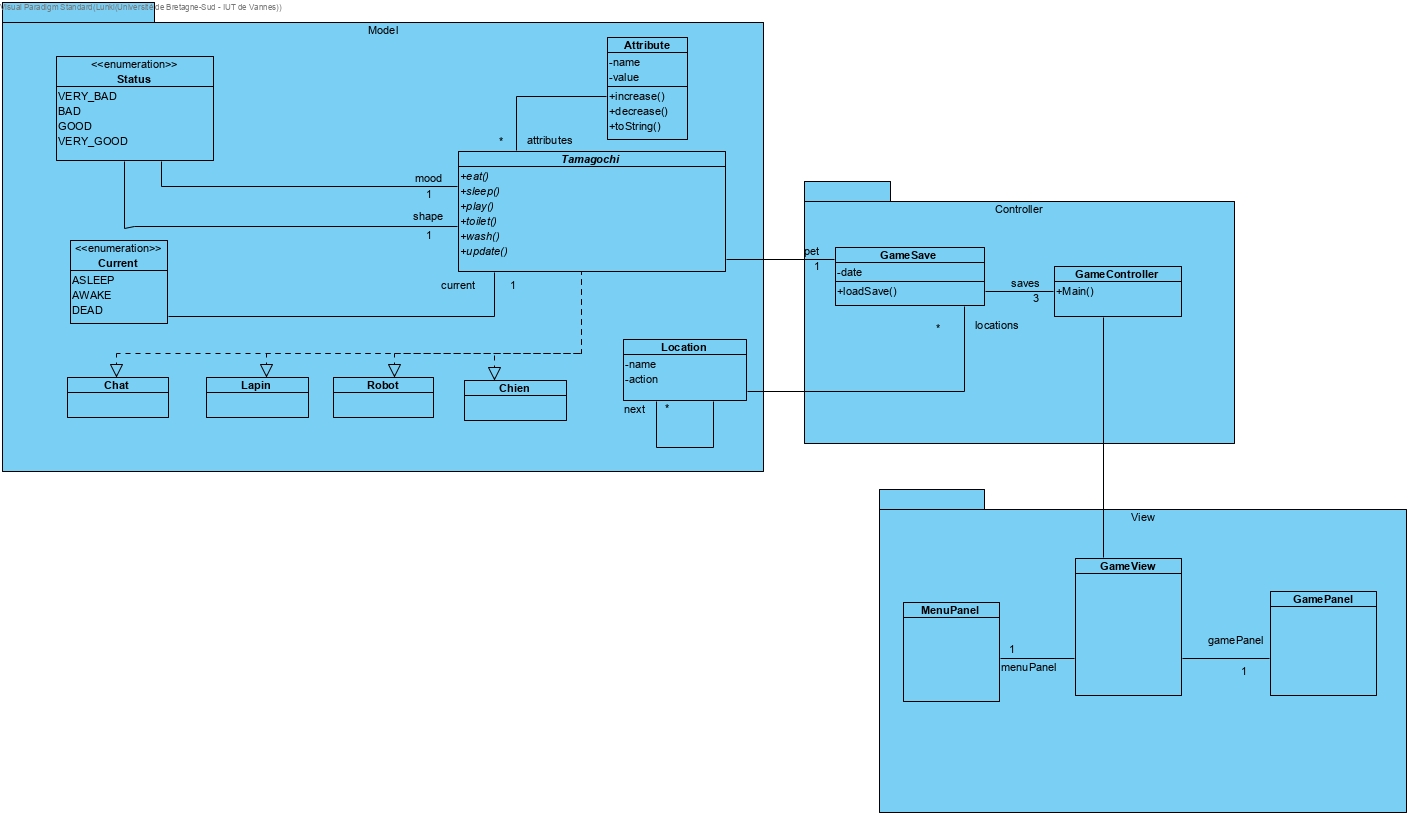 Visual Paradigm Standard(Lunki(Université de Bretagne-Sud - IUT de Vannes))
Model
<<enumeration>>
Status
VERY_BAD
BAD
GOOD
VERY_GOOD
Attribute
-name
-value
+increase()
+decrease()
+toString()
* attributes
Tamagochi
+eat()
+sleep()
+play()
+toilet()
+wash()
+update()
mood
1
shape
1
<<enumeration>>
Current
ASLEEP
AWAKE
DEAD
current 1
Chat
Lapin
Robot
Chien
Location
-name
-action
next *
Controller
pet
1
GameSave
-date
+loadSave()
saves
3
GameController
+Main()
* locations
View
GameView
MenuPanel
1
menuPanel
GamePanel
gamePanel
1